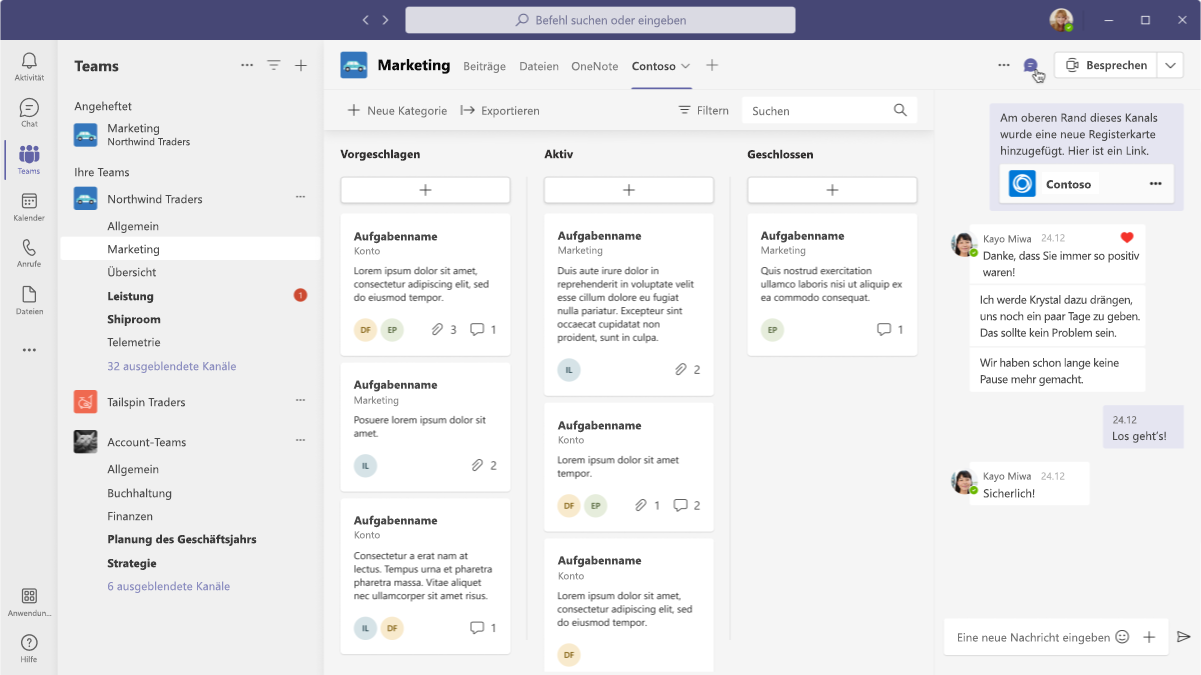 Befehl suchen oder eingeben
Aktivität
Chat
Teams
Kalender
Anrufe
Dateien
Anwendun...
Hilfe
Teams
Angeheftet
Marketing
Northwind Traders
Ihre Teams
Northwind Traders
Allgemein
Marketing
Übersicht
Leistung
1
Shiproom
Telemetrie
32 ausgeblendete Kanäle
Tailspin Traders
Account-Teams
Allgemein
Buchhaltung
Finanzen
Planung des Geschäftsjahrs
Strategie
6 ausgeblendete Kanäle
Marketing Beiträge Dateien OneNote Contoso
Besprechen
Neue Kategorie Exportieren Filtern Suchen
Vorgeschlagen
Aufgabenname
Konto
Lorem ipsum dolor sit amet,
consectetur adipiscing elit, sed
do eiusmod tempor.
DF EP 3 1
Aufgabenname
Marketing
Posuere lorem ipsum dolor sit
amet.
IL 2
Aufgabenname
Konto
Consectetur a erat nam at
lectus. Tempus urna et pharetra
pharetra massa. Vitae aliquet
nec ullamcorper sit amet risus.
IL DF 1
Aktiv
Aufgabenname
Marketing
Duis aute irure dolor in
reprehenderit in voluptate velit
esse cillum dolore eu fugiat
nulla pariatur. Excepteur sint
occaecat cupidatat non
proident, sunt in culpa.
IL 2
Aufgabenname
Konto
Lorem ipsum dolor sit amet
tempor.
DF EP 1 2
Aufgabenname
Konto
Lorem ipsum dolor sit amet,
consectetur adipiscing elit, sed
do eiusmod tempor.
DF
Geschlossen
Aufgabenname
Marketing
Quis nostrud exercitation
ullamco laboris nisi ut aliquip ex
ea commodo consequat.
EP 1
Am oberen Rand dieses Kanals
wurde eine neue Registerkarte
hinzugefügt. Hier ist ein Link.
Contoso
Kayo Miwa 24.12
Danke, dass Sie immer so positiv
waren!
Ich werde Krystal dazu drängen,
uns noch ein paar Tage zu geben.
Das sollte kein Problem sein.
Wir haben schon lange keine
Pause mehr gemacht.
24.12
Los geht's!
Kayo Miwa 24.12
Sicherlich!
Eine neue Nachricht eingeben